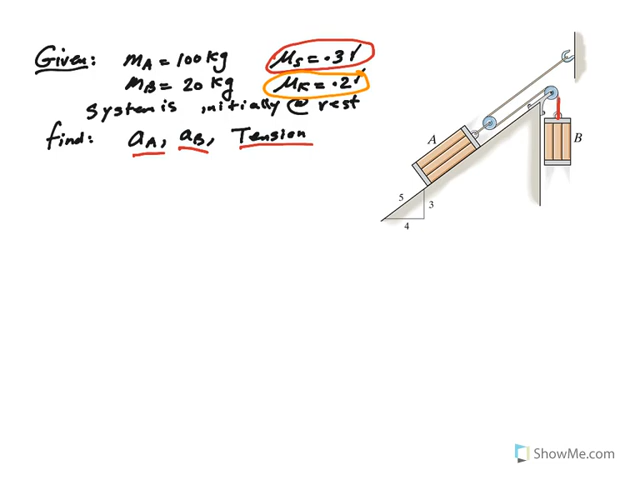 Given: mA = 100 kg μs = .3 ✓
mB = 20 kg μK = .2 ✓
System is initially @ rest
find: aA, aB, Tension
A
B
5
3
4
ShowMe.com